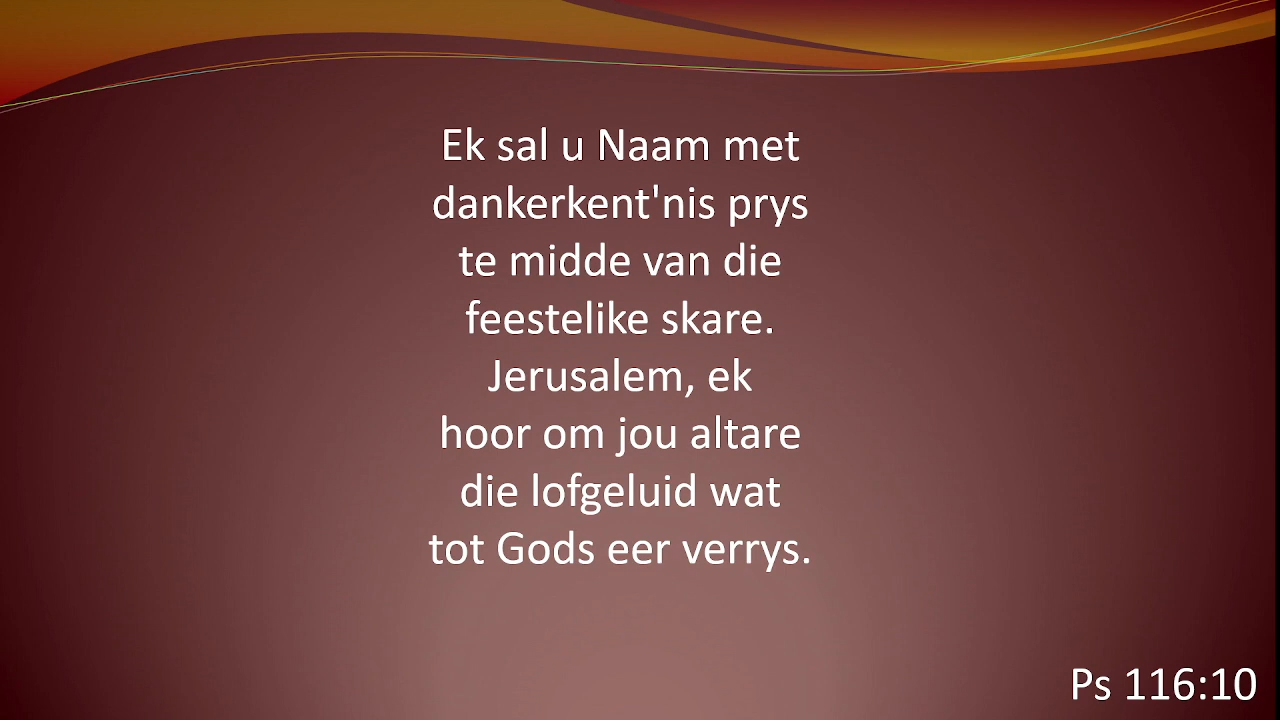 Ek sal u Naam met
dankerkent'nis prys
te midde van die
feestelike skare.
Jerusalem, ek
hoor om jou altare
die lofgeluid wat
tot Gods eer verrys.
Ps 116:10